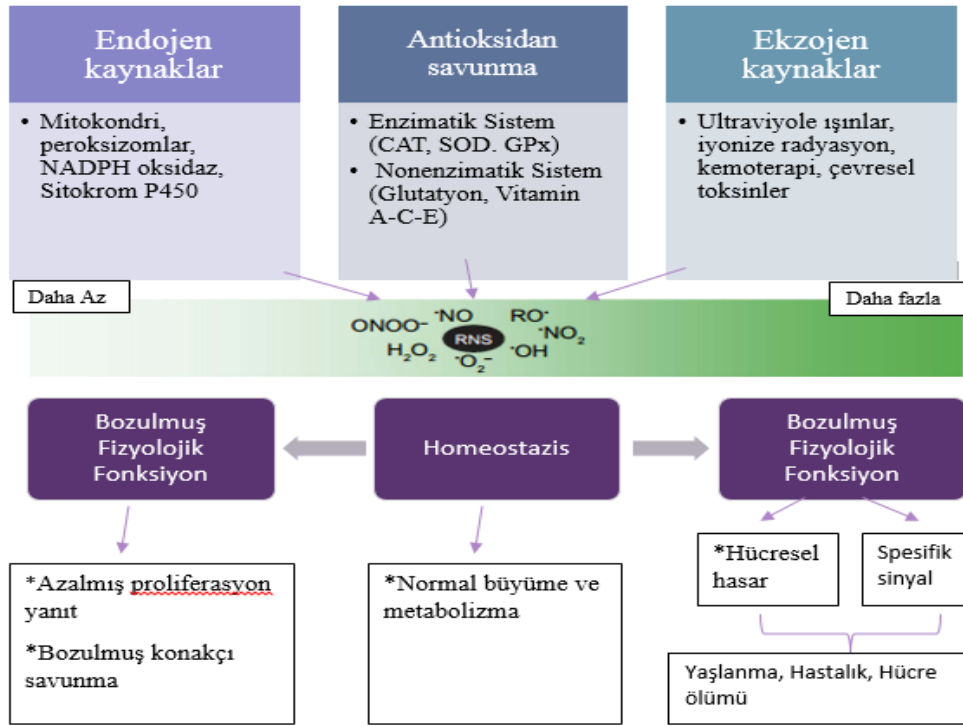 Endojen
kaynaklar
• Mitokondri,
peroksizomlar,
NADPH oksidaz,
Sitokrom P450
Antioksidan
savunma
• Enzimatik Sistem
(CAT, SOD. GPx)
• Nonenzimatik Sistem
(Glutatyon, Vitamin
A-C-E)
Ekzojen
kaynaklar
• Ultraviyole ışınlar,
iyonize radyasyon,
kemoterapi, çevresel
toksinler
Daha Az
Daha fazla
ONOO⁻ ˙NO RO˙ ˙NO₂
RNS
H₂O₂ ˙O₂⁻ ˙OH
Bozulmuş
Fizyolojik
Fonksiyon
Homeostazis
Bozulmuş
Fizyolojik
Fonksiyon
*Azalmış proliferasyon
yanıt
*Bozulmuş konakçı
savunma
*Normal büyüme ve
metabolizma
*Hücresel
hasar
Spesifik
sinyal
Yaşlanma, Hastalık, Hücre
ölümü